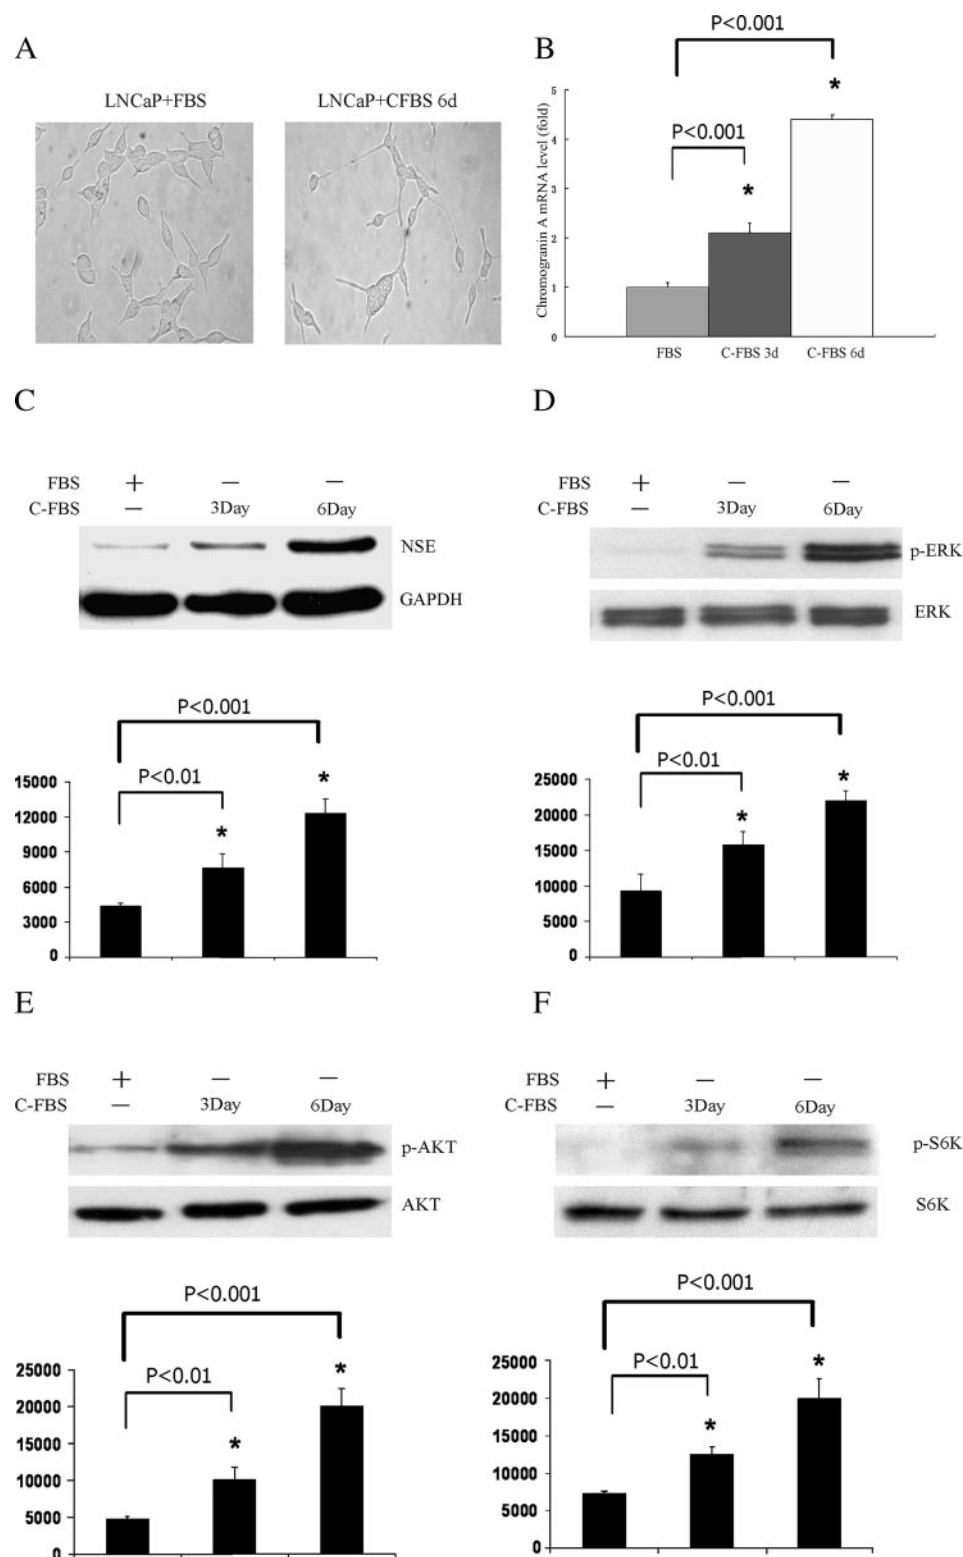 A
LNCaP+FBS
LNCaP+CFBS 6d
B
P<0.001
*
P<0.001
*
Chromogranin A mRNA level (fold)
5
4
3
2
1
0
FBS
C-FBS 3d
C-FBS 6d
C
FBS + — —
C-FBS — 3Day 6Day
NSE
GAPDH
P<0.001
P<0.01
*
*
15000
12000
9000
6000
3000
0
D
FBS + — —
C-FBS — 3Day 6Day
p-ERK
ERK
P<0.001
P<0.01
*
*
25000
20000
15000
10000
5000
0
E
FBS + — —
C-FBS — 3Day 6Day
p-AKT
AKT
P<0.001
P<0.01
*
*
25000
20000
15000
10000
5000
0
F
FBS + — —
C-FBS — 3Day 6Day
p-S6K
S6K
P<0.001
P<0.01
*
*
25000
20000
15000
10000
5000
0